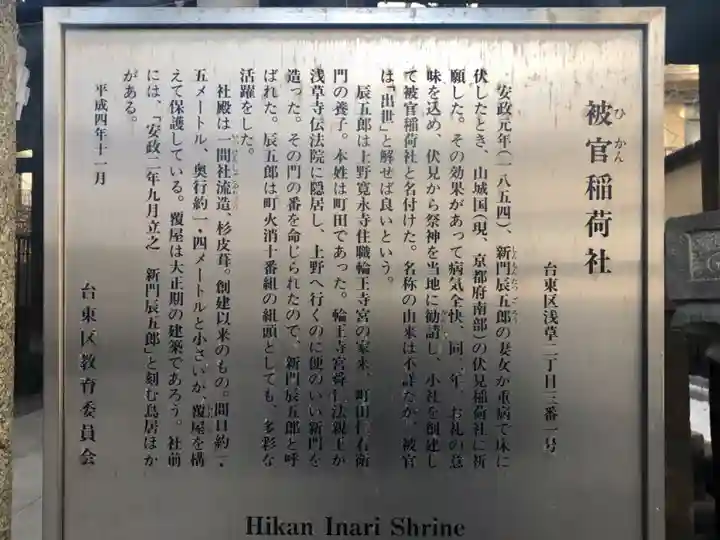 被官稲荷社
ひかん
台東区浅草二丁目三番一号
安政元年(一八五四)、新門辰五郎の妻女が重病で床に
伏したとき、山城国(現、京都府南部)の伏見稲荷社に祈
願した。その効果があって病気全快、同二年、お礼の意
味を込め、伏見から祭神を当地に勧請し、小社を創建し
て被官稲荷社と名付けた。名称の由来は不詳だが、被官
は「出世」と解せば良いという。
辰五郎は上野寛永寺住職輪王寺宮の家来、町田仁右衛
門の養子。本姓は町田であった。輪王寺宮舜仁法親王が
浅草寺伝法院に隠居し、上野へ行くのに便のいい新門を
造った。その門の番を命じられたので、新門辰五郎と呼
ばれた。辰五郎は町火消十番組の組頭としても、多彩な
活躍をした。
社殿は一間社流造、杉皮葺。創建以来のもの。間口約一・
五メートル、奥行約一・四メートルと小さいが、覆屋を構
えて保護している。覆屋は大正期の建築であろう。社前
には、「安政二年九月立之 新門辰五郎」と刻む鳥居ほか
がある。
平成四年十一月
台東区教育委員会
Hikan Inari Shrine